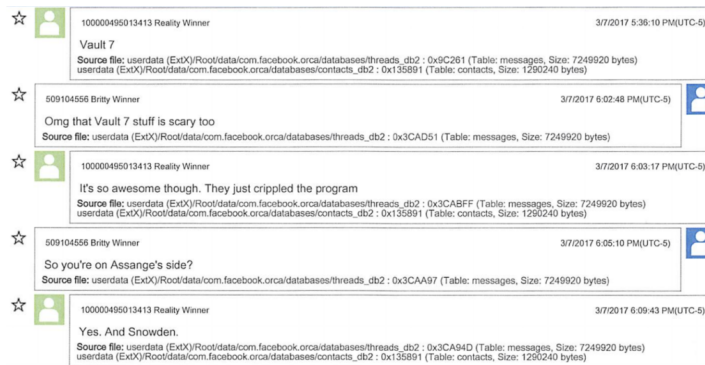 100000495013413 Reality Winner 3/7/2017 5:36:10 PM(UTC-5)
Vault 7
Source file: userdata (ExtX)/Root/data/com.facebook.orca/databases/threads_db2 : 0x9C261 (Table: messages, Size: 7249920 bytes)
userdata (ExtX)/Root/data/com.facebook.orca/databases/contacts_db2 : 0x135891 (Table: contacts, Size: 1290240 bytes)
509104556 Britty Winner 3/7/2017 6:02:48 PM(UTC-5)
Omg that Vault 7 stuff is scary too
Source file: userdata (ExtX)/Root/data/com.facebook.orca/databases/threads_db2 : 0x3CAD51 (Table: messages, Size: 7249920 bytes)
100000495013413 Reality Winner 3/7/2017 6:03:17 PM(UTC-5)
It's so awesome though. They just crippled the program
Source file: userdata (ExtX)/Root/data/com.facebook.orca/databases/threads_db2 : 0x3CABFF (Table: messages, Size: 7249920 bytes)
userdata (ExtX)/Root/data/com.facebook.orca/databases/contacts_db2 : 0x135891 (Table: contacts, Size: 1290240 bytes)
509104556 Britty Winner 3/7/2017 6:05:10 PM(UTC-5)
So you're on Assange's side?
Source file: userdata (ExtX)/Root/data/com.facebook.orca/databases/threads_db2 : 0x3CAA97 (Table: messages, Size: 7249920 bytes)
100000495013413 Reality Winner 3/7/2017 6:09:43 PM(UTC-5)
Yes. And Snowden.
Source file: userdata (ExtX)/Root/data/com.facebook.orca/databases/threads_db2 : 0x3CA94D (Table: messages, Size: 7249920 bytes)
userdata (ExtX)/Root/data/com.facebook.orca/databases/contacts_db2 : 0x135891 (Table: contacts, Size: 1290240 bytes)